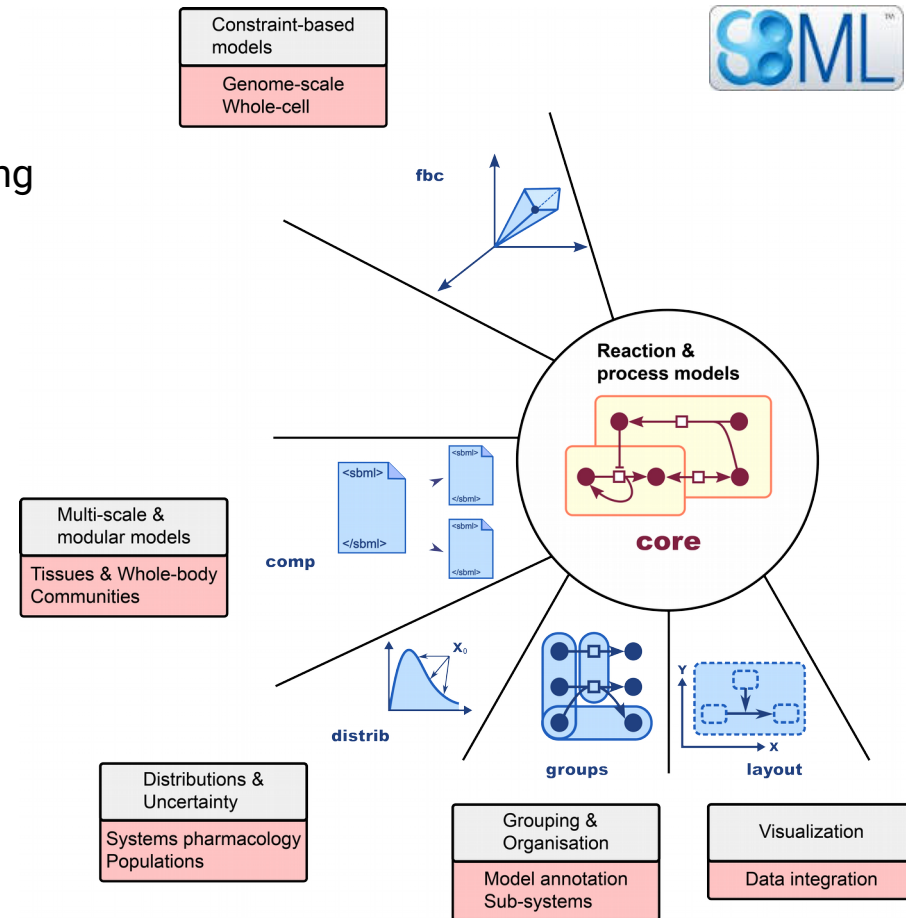 Constraint-based
models
Genome-scale
Whole-cell
SBML™
ng
fbc
Reaction &
process models
core
<sbml>
</sbml>
<sbml>
</sbml>
<sbml>
</sbml>
comp
Multi-scale &
modular models
Tissues & Whole-body
Communities
X₀
distrib
groups
Y
X
layout
Distributions &
Uncertainty
Systems pharmacology
Populations
Grouping &
Organisation
Model annotation
Sub-systems
Visualization
Data integration